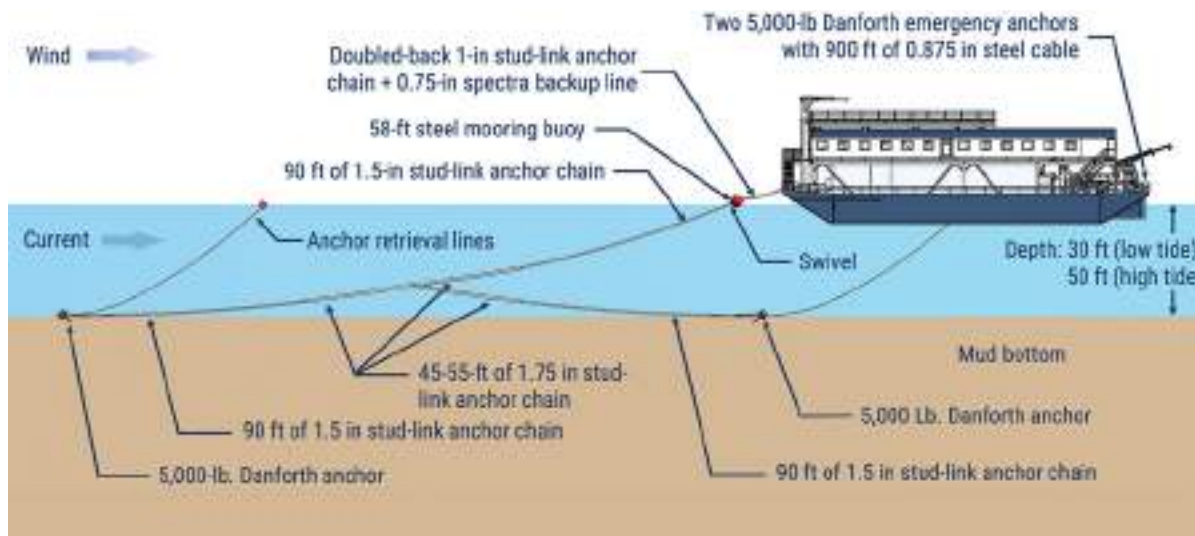 Wind
Doubled-back 1-in stud-link anchor
chain + 0.75-in spectra backup line
Two 5,000-lb Danforth emergency anchors
with 900 ft of 0.875 in steel cable
58-ft steel mooring buoy
90 ft of 1.5-in stud-link anchor chain
Current
Anchor retrieval lines
Swivel
Depth: 30 ft (low tide)
50 ft (high tide
Mud bottom
45-55-ft of 1.75 in stud-
link anchor chain
5,000 Lb. Danforth anchor
90 ft of 1.5 in stud-link anchor chain
5,000-lb. Danforth anchor
90 ft of 1.5 in stud-link anchor chain